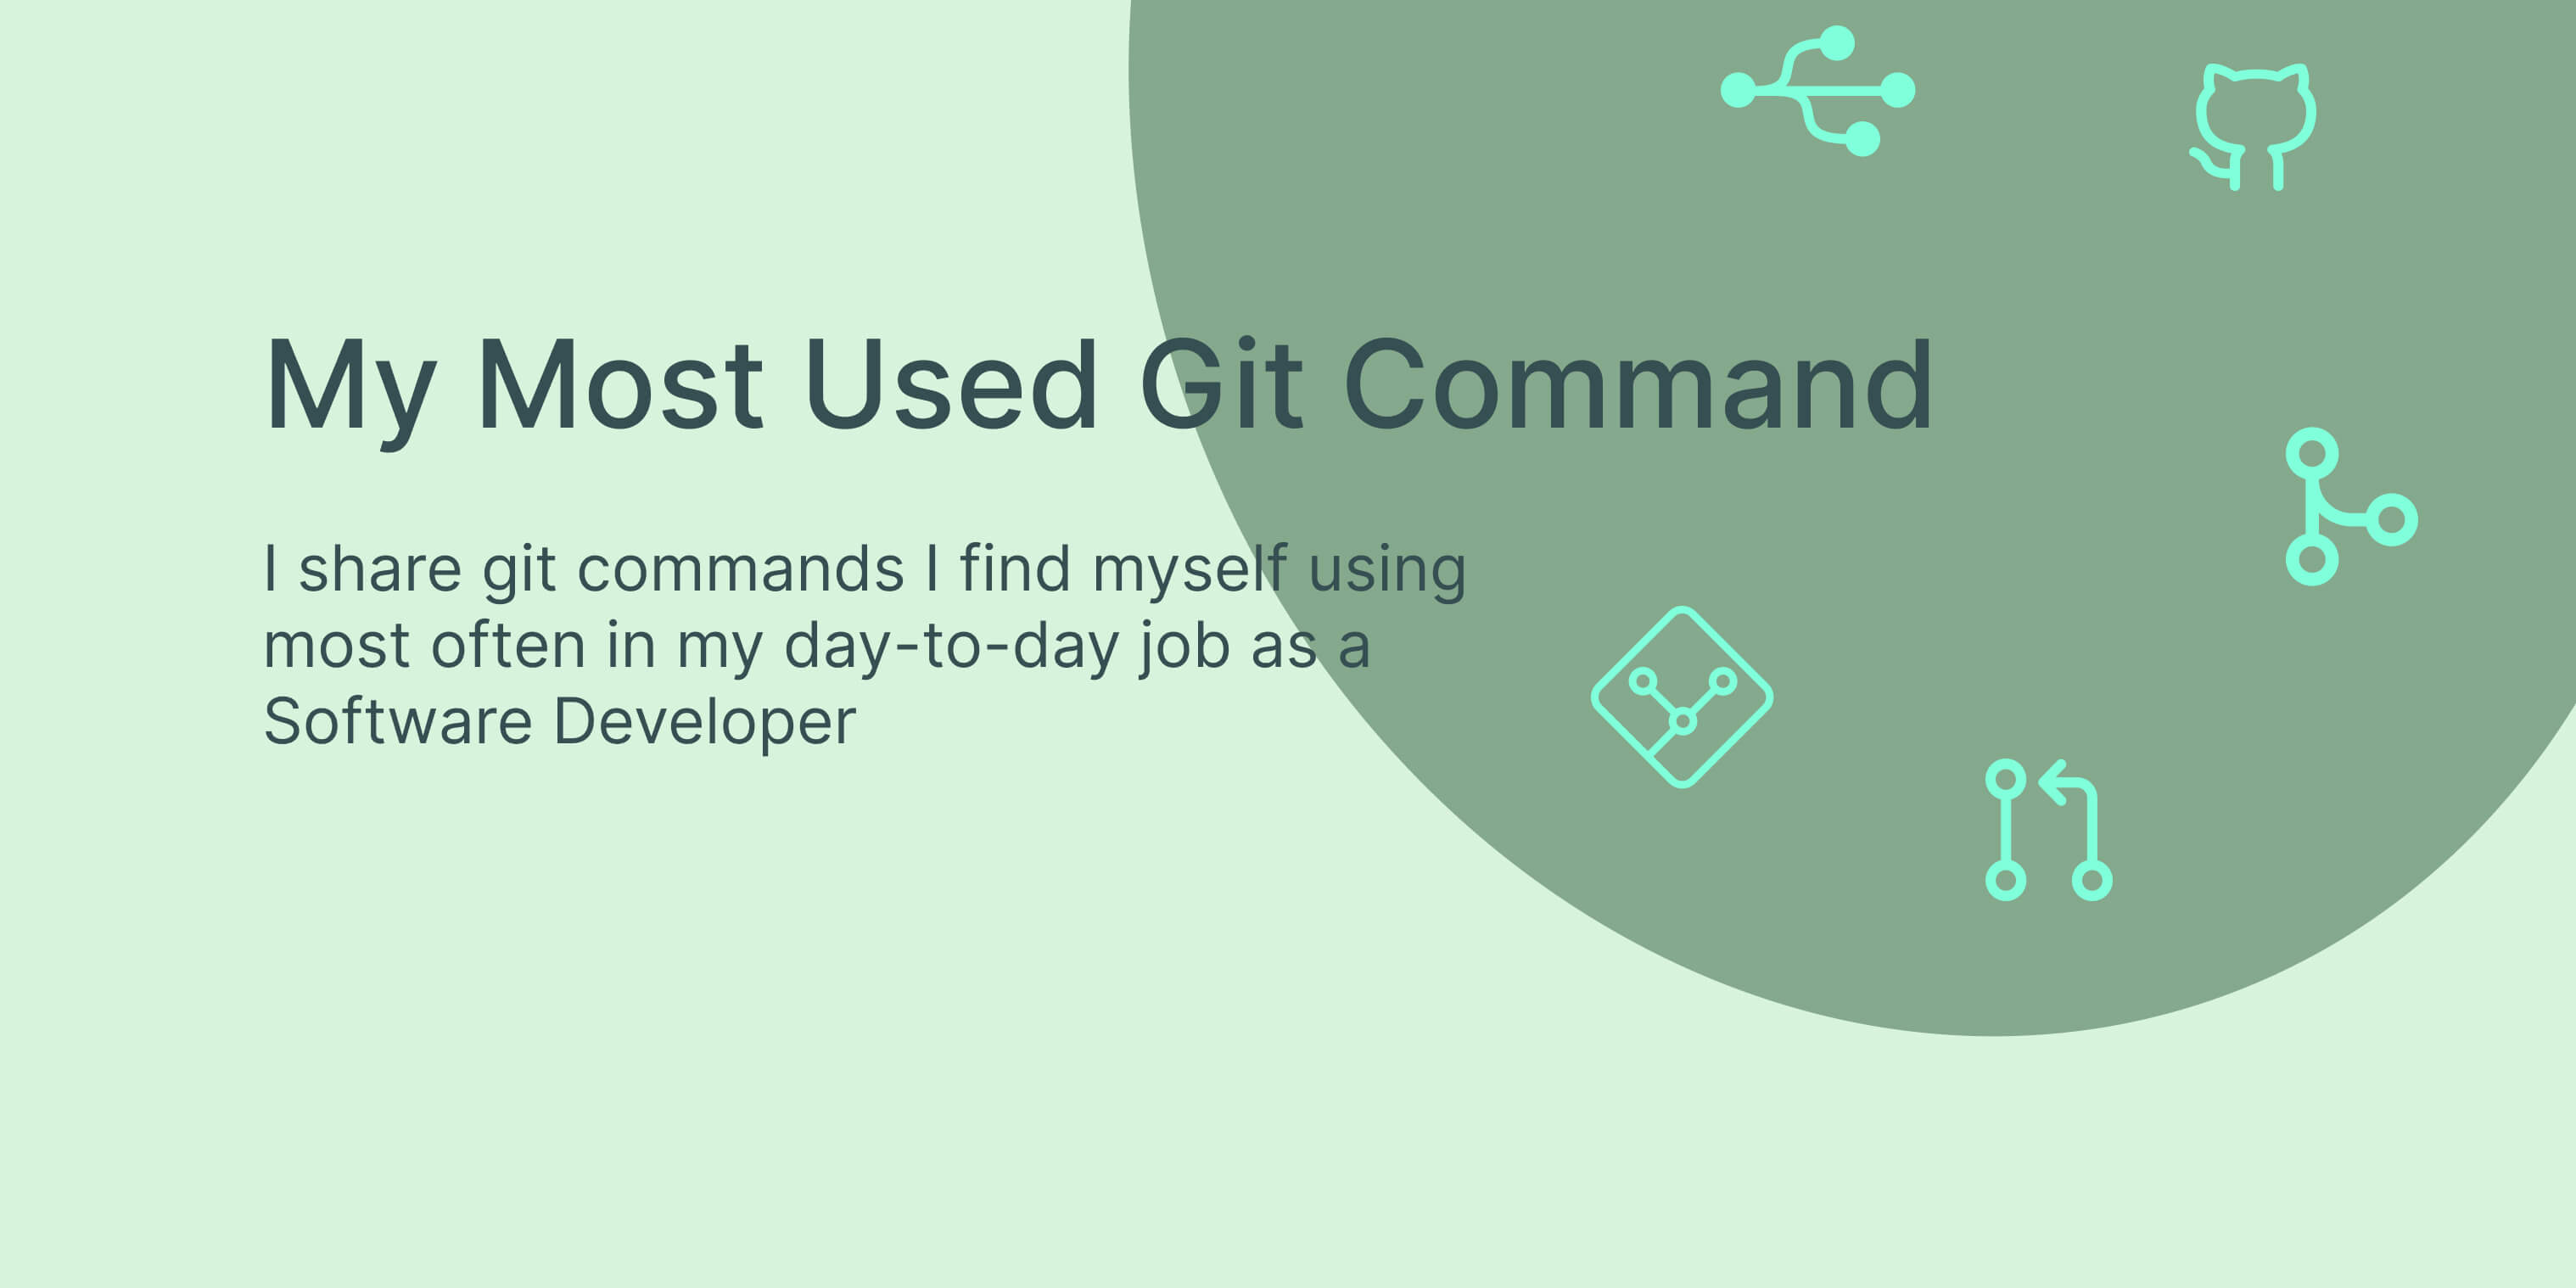 My Most Used Git Command
I share git commands I find myself using
most often in my day-to-day job as a
Software Developer